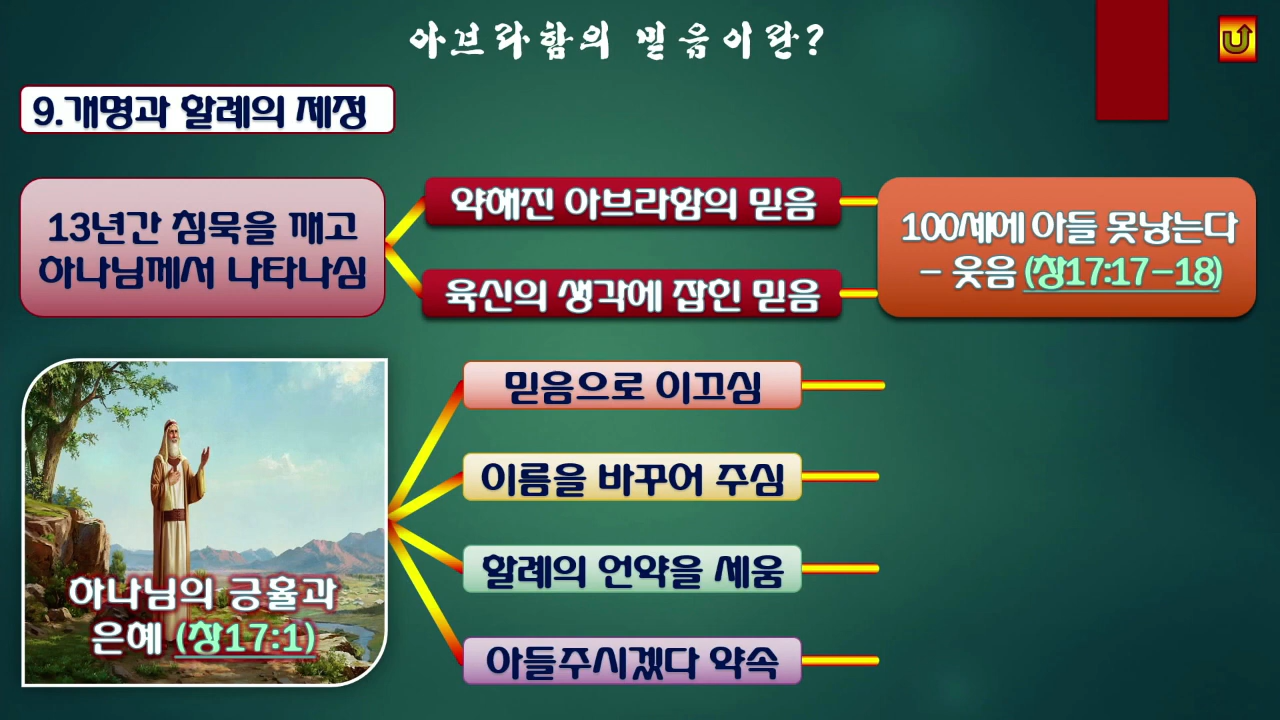 아브라함의 믿음이란?
9.개명과 할례의 제정
13년간 침묵을 깨고
하나님께서 나타나심
약해진 아브라함의 믿음
육신의 생각에 잡힌 믿음
100세에 아들 못낳는다
– 웃음 (창17:17–18)
하나님의 긍휼과
은혜 (창17:1)
믿음으로 이끄심
이름을 바꾸어 주심
할례의 언약을 세움
아들주시겠다 약속